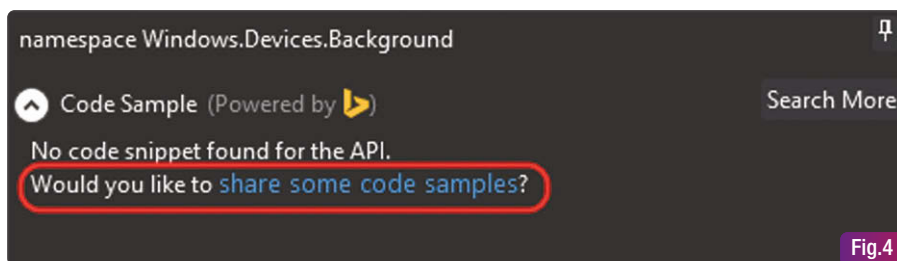 namespace Windows.Devices.Background
Code Sample (Powered by )
Search More
No code snippet found for the API.
Would you like to share some code samples?
Fig.4